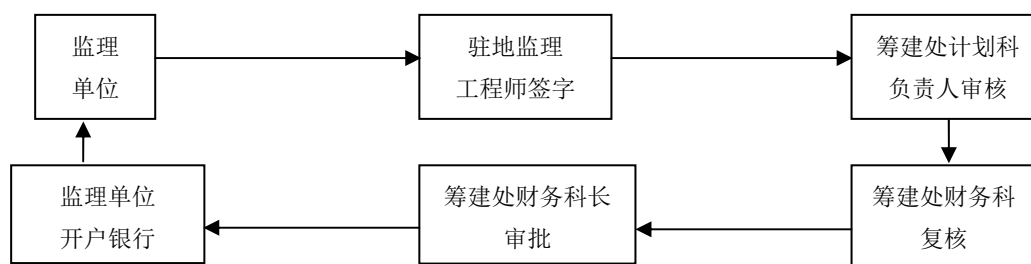 监理
单位
驻地监理
工程师签字
筹建处计划科
负责人审核
监理单位
开户银行
筹建处财务科长
审批
筹建处财务科
复核